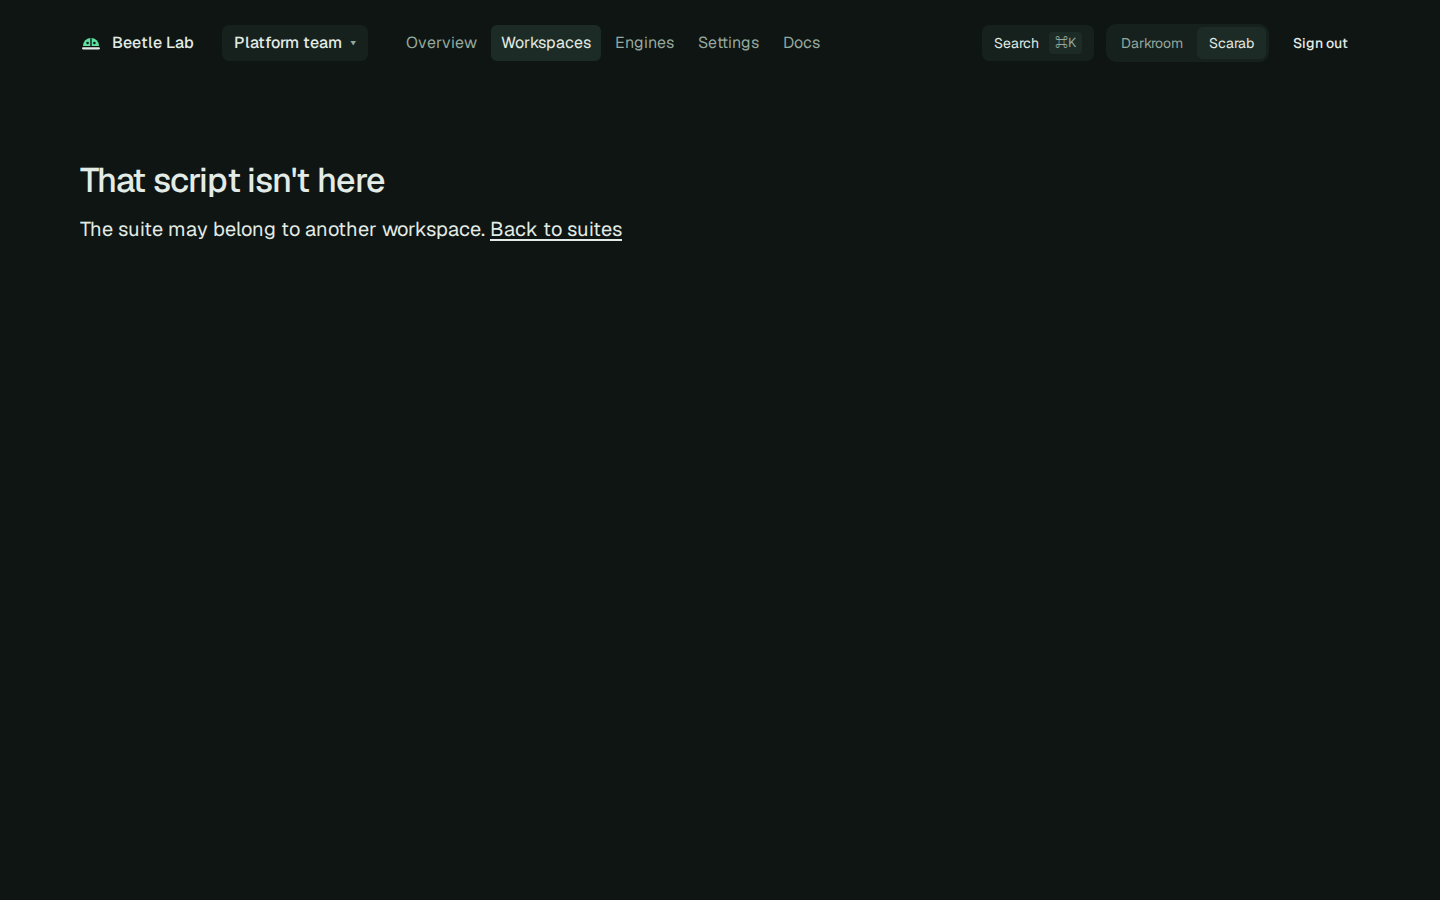 Beetle Lab Platform team ▾ Overview Workspaces Engines Settings Docs Search ⌘K Darkroom Scarab Sign out
That script isn't here
The suite may belong to another workspace. Back to suites